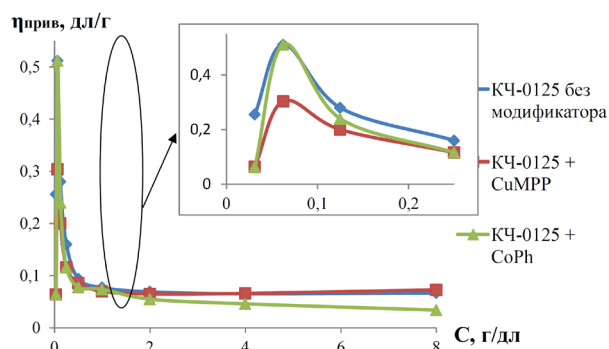 ηприв, дл/г
0,5
0,4
0,3
0,2
0,1
0
0
2
4
6
8
С, г/дл
0,4
0,2
0
0
0,1
0,2
КЧ-0125 без
модификатора
КЧ-0125 +
CuMPP
КЧ-0125 +
CoPh